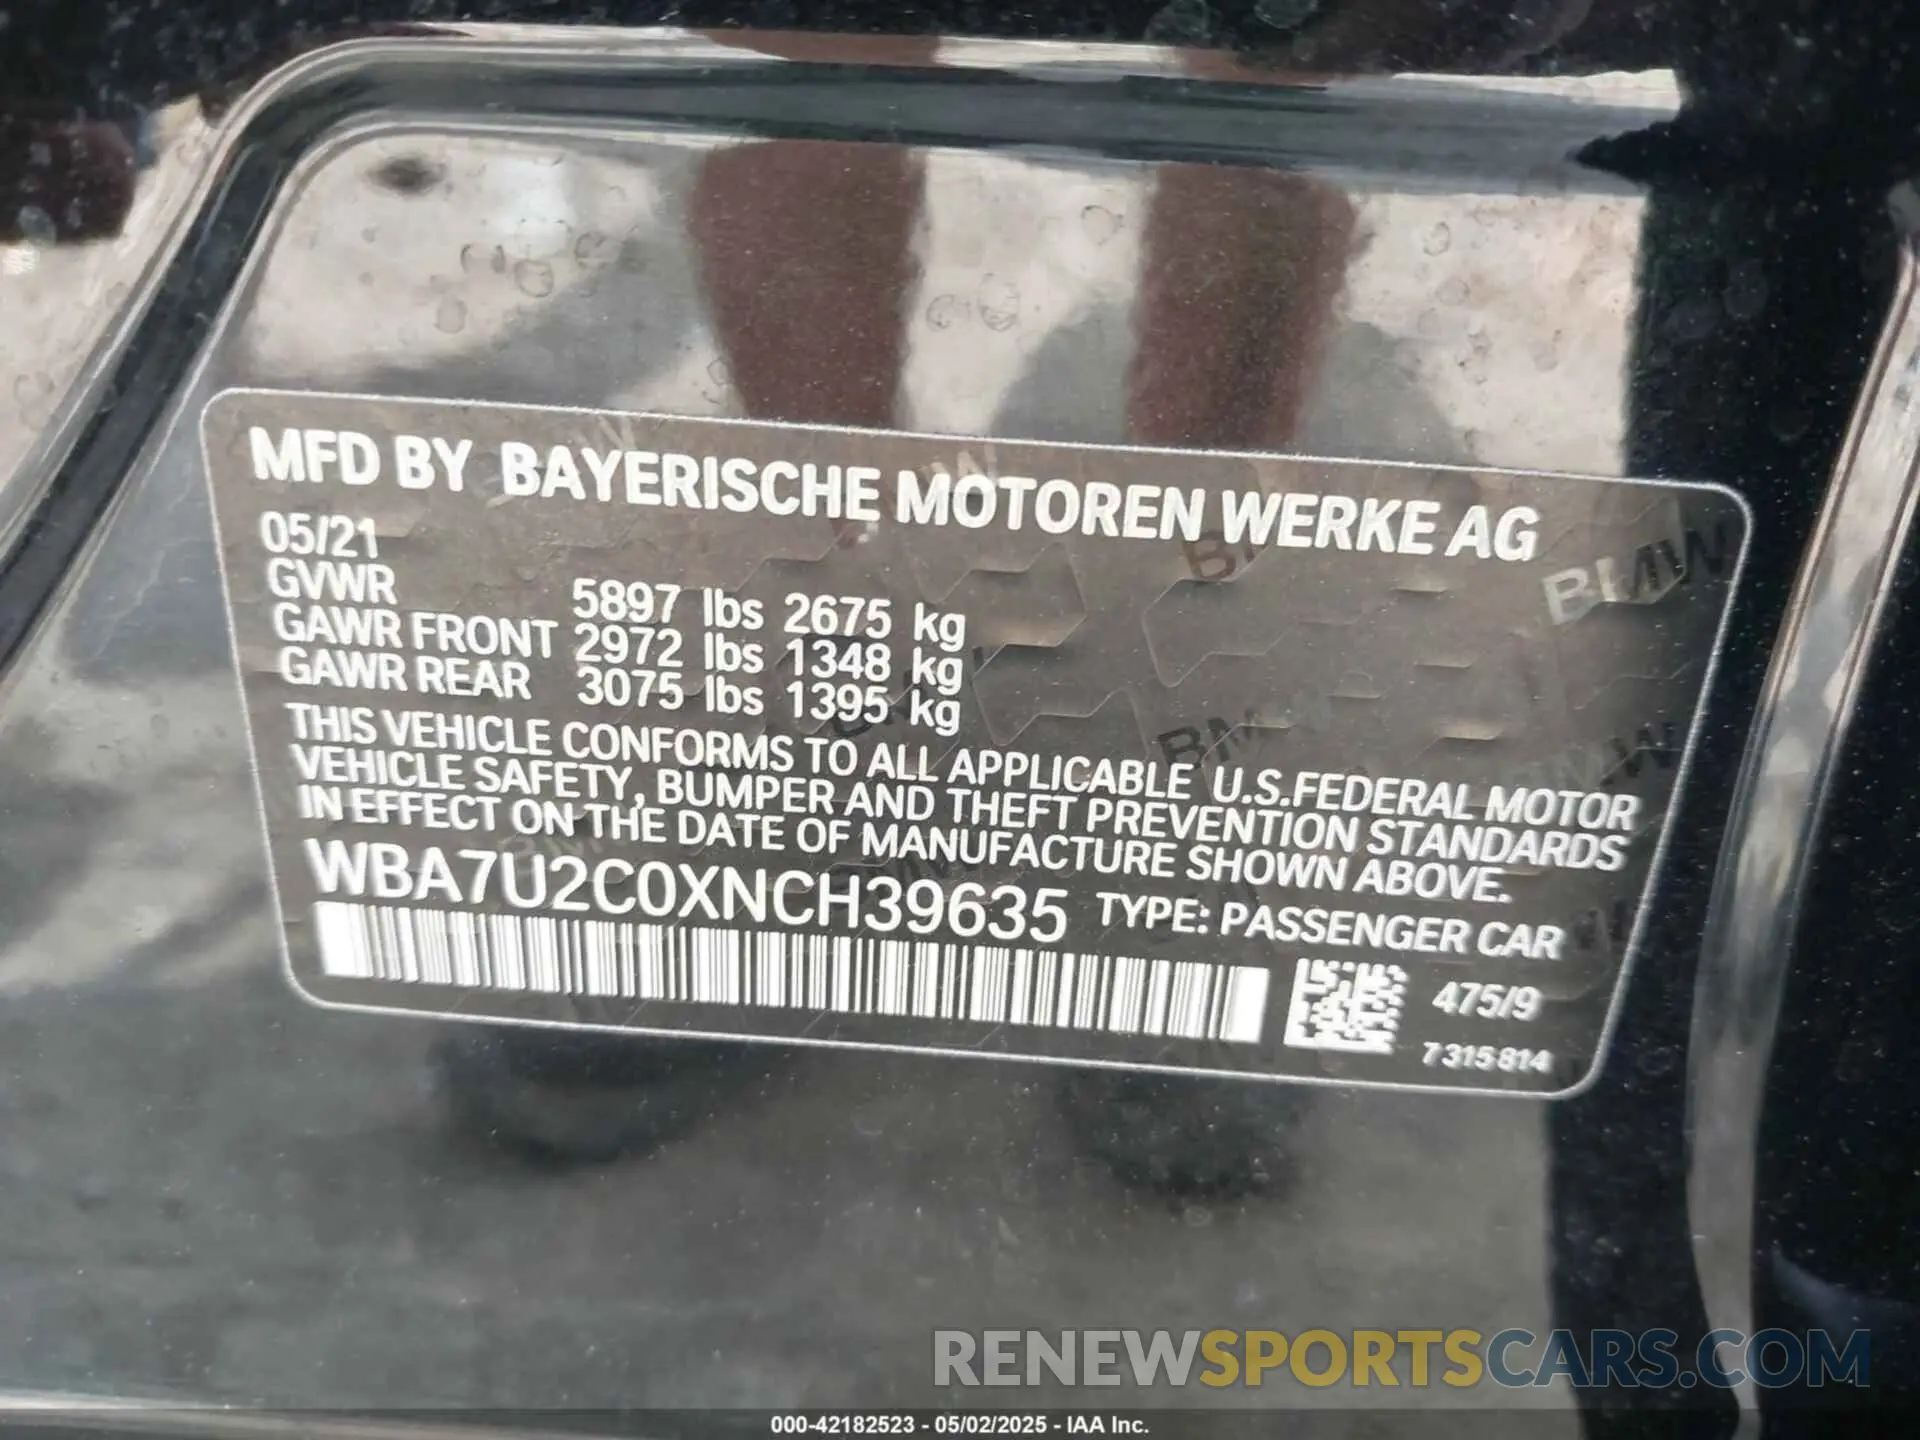 MFD BY BAYERISCHE MOTOREN WERKE AG
05/21
GVWR 5897 lbs 2675 kg
GAWR FRONT 2972 lbs 1348 kg
GAWR REAR 3075 lbs 1395 kg
THIS VEHICLE CONFORMS TO ALL APPLICABLE U.S.FEDERAL MOTOR
VEHICLE SAFETY, BUMPER AND THEFT PREVENTION STANDARDS
IN EFFECT ON THE DATE OF MANUFACTURE SHOWN ABOVE.
WBA7U2C0XNCH39635 TYPE: PASSENGER CAR
475/9
7 315 814
BMW
RENEWSPORTSCARS.COM
000-42182523 - 05/02/2025 - IAA Inc.